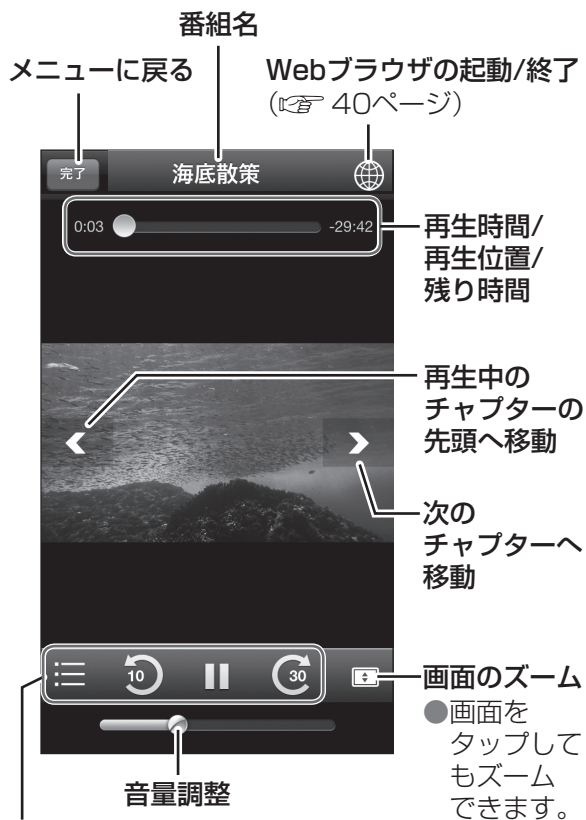 番組名
メニューに戻る
Webブラウザの起動/終了
(☞ 40ページ)
完了
海底散策
0:03
-29:42
再生時間/
再生位置/
残り時間
再生中の
チャプターの
先頭へ移動
次の
チャプターへ
移動
10
30
画面のズーム
●画面を
タップして
もズーム
できます。
音量調整